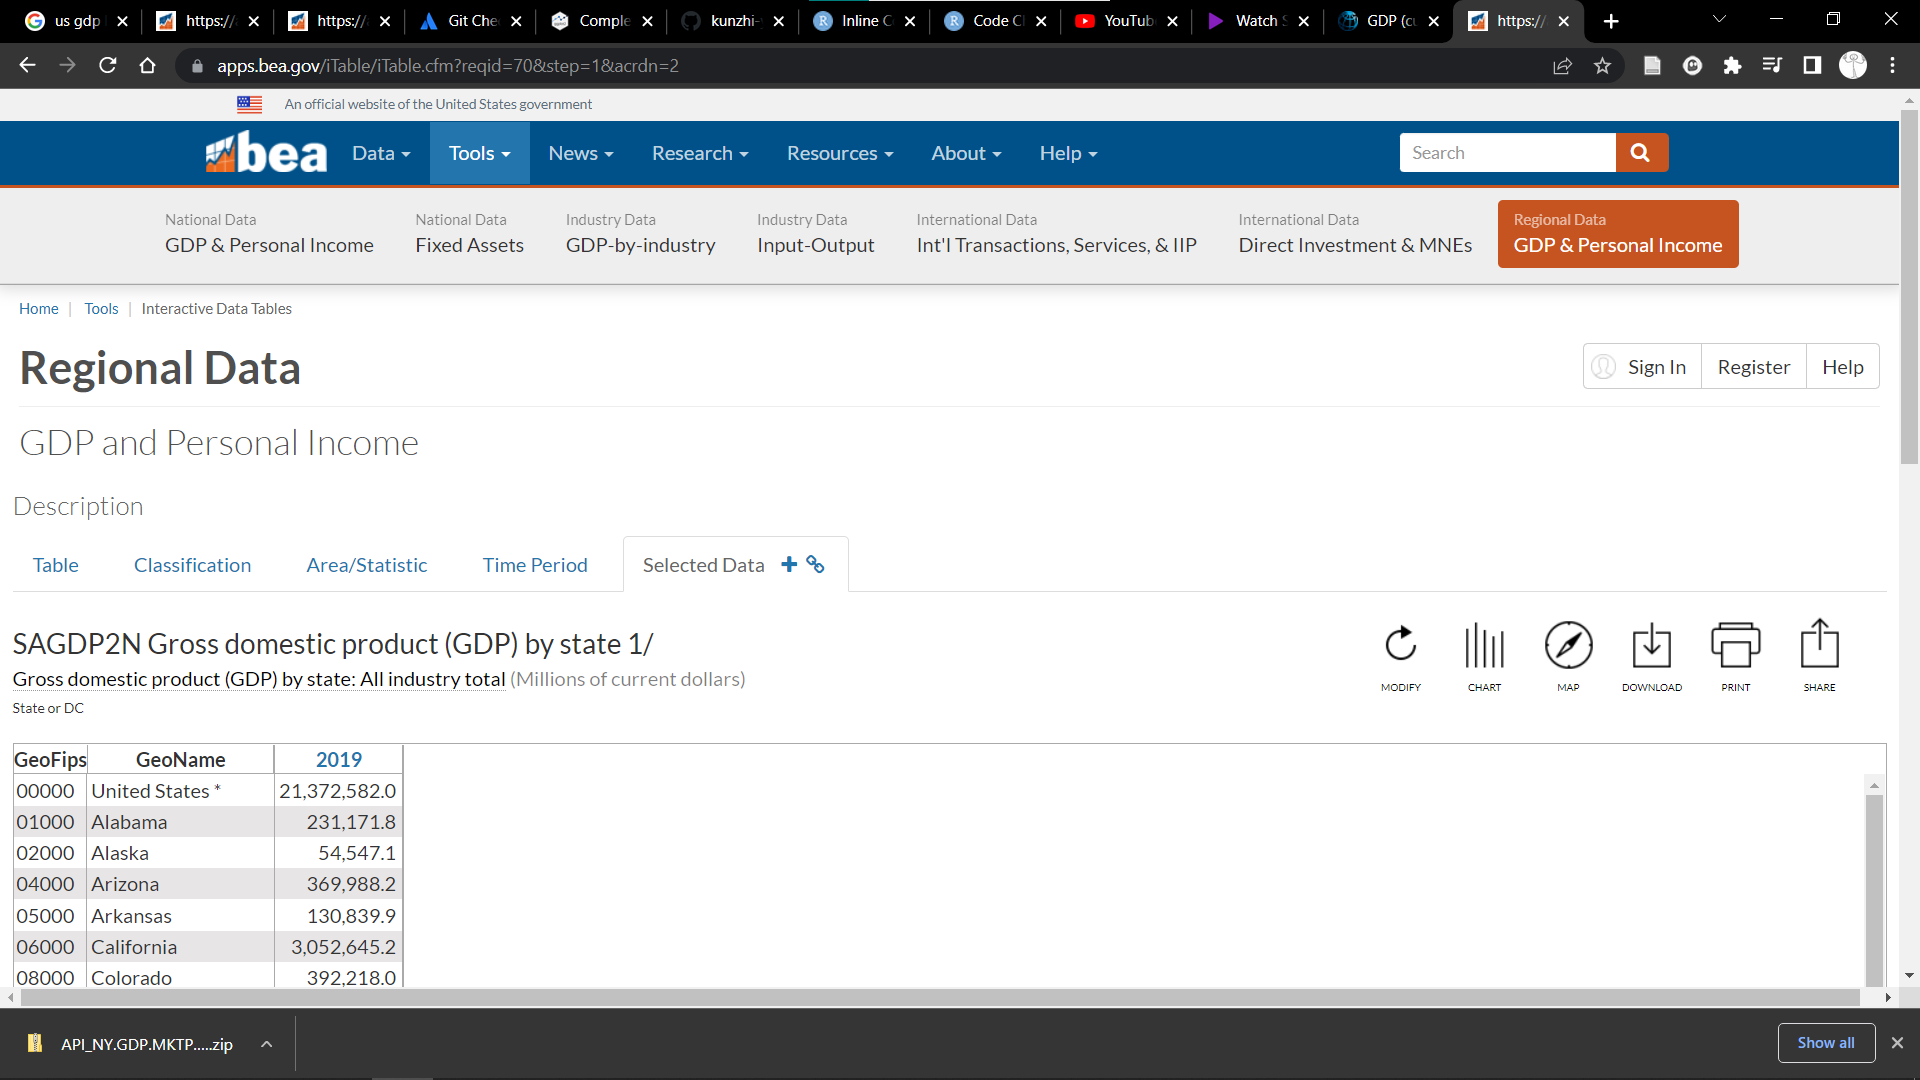 us gdp
https://
https://
Git Che
Comple
kunzhi-
Inline C
Code C
YouTub
Watch S
GDP (cu
https://
apps.bea.gov/iTable/iTable.cfm?reqid=70&step=1&acrdn=2
An official website of the United States government
bea
Data
Tools
News
Research
Resources
About
Help
Search
National Data
GDP & Personal Income
National Data
Fixed Assets
Industry Data
GDP-by-industry
Industry Data
Input-Output
International Data
Int'l Transactions, Services, & IIP
International Data
Direct Investment & MNEs
Regional Data
GDP & Personal Income
Home | Tools | Interactive Data Tables
Regional Data
Sign In
Register
Help
GDP and Personal Income
Description
Table
Classification
Area/Statistic
Time Period
Selected Data
SAGDP2N Gross domestic product (GDP) by state 1/
Gross domestic product (GDP) by state: All industry total (Millions of current dollars)
State or DC
MODIFY
CHART
MAP
DOWNLOAD
PRINT
SHARE
GeoFips GeoName 2019
00000 United States * 21,372,582.0
01000 Alabama 231,171.8
02000 Alaska 54,547.1
04000 Arizona 369,988.2
05000 Arkansas 130,839.9
06000 California 3,052,645.2
08000 Colorado 392,218.0
API_NY.GDP.MKTP.....zip
Show all